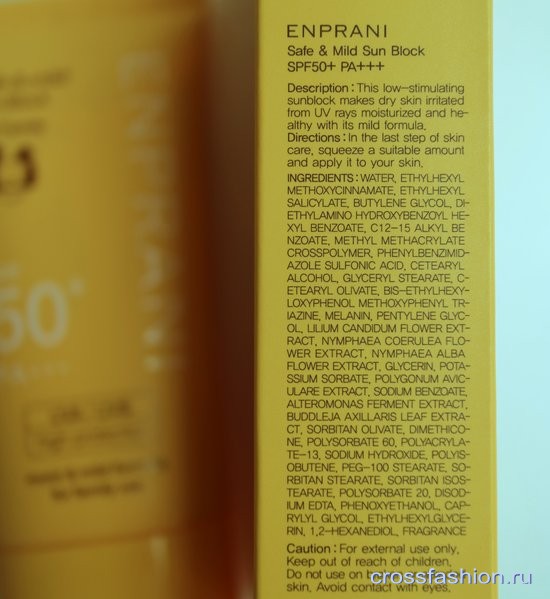 ENPRANI
Safe & Mild Sun Block
SPF50+ PA+++
Description : This low-stimulating
sunblock makes dry skin irritated
from UV rays moisturized and he-
althy with its mild formula.
Directions : In the last step of skin
care, squeeze a suitable amount
and apply it to your skin.
INGREDIENTS : WATER, ETHYLHEXYL
METHOXYCINNAMATE, ETHYLHEXYL
SALICYLATE, BUTYLENE GLYCOL, DI-
ETHYLAMINO HYDROXYBENZOYL HE-
XYL BENZOATE, C12-15 ALKYL BE
NZOATE, METHYL METHACRYLATE
CROSSPOLYMER, PHENYLBENZIMID-
AZOLE SULFONIC ACID, CETEARYL
ALCOHOL, GLYCERYL STEARATE, C-
ETEARYL OLIVATE, BIS-ETHYLHEXY-
LOXYPHENOL METHOXYPHENYL TR-
IAZINE, MELANIN, PENTYLENE GLYC-
OL, LILIUM CANDIDUM FLOWER EXT-
RACT, NYMPHAEA COERULEA FLO-
WER EXTRACT, NYMPHAEA ALBA
FLOWER EXTRACT, GLYCERIN, POTA-
SSIUM SORBATE, POLYGONUM AVIC-
ULARE EXTRACT, SODIUM BENZOATE,
ALTEROMONAS FERMENT EXTRACT,
BUDDLEJA AXILLARIS LEAF EXTRA-
CT, SORBITAN OLIVATE, DIMETHICO-
NE, POLYSORBATE 60, POLYACRYLA-
TE-13, SODIUM HYDROXIDE, POLYIS-
OBUTENE, PEG-100 STEARATE, SO-
RBITAN STEARATE, SORBITAN ISOS-
TEARATE, POLYSORBATE 20, DISOD-
IUM EDTA, PHENOXYETHANOL, CAP-
RYLYL GLYCOL, ETHYLHEXYLGLYCE-
RIN, 1,2-HEXANEDIOL, FRAGRANCE
Caution : For external use only.
Keep out of reach of children.
Do not use on
skin. Avoid contact with eyes.
50+
crossfashion.ru